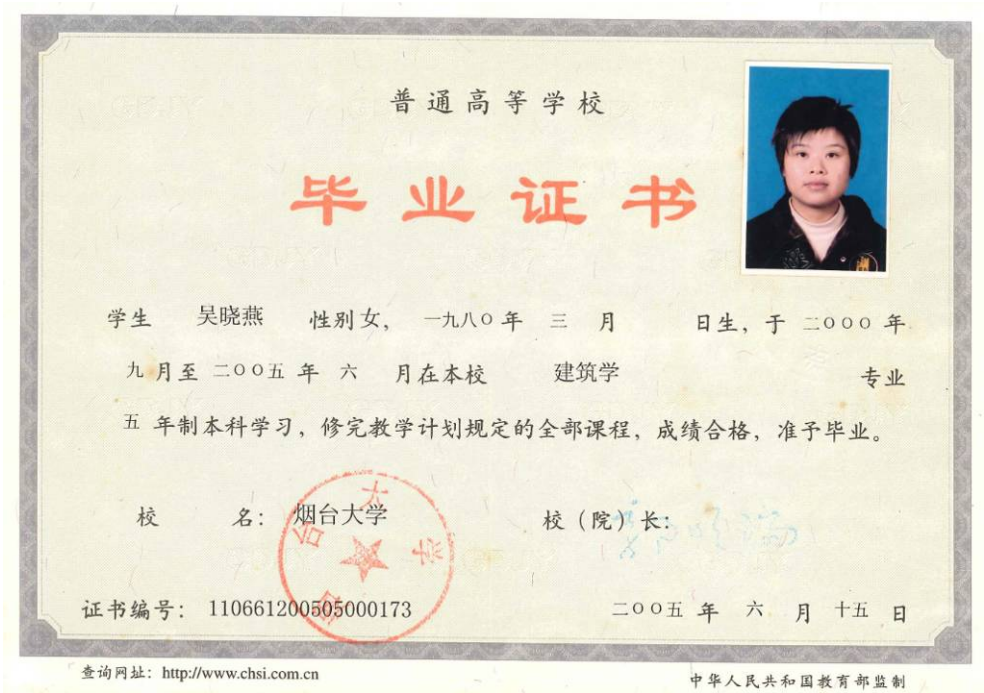 普通高等学校
毕业证书
学生 吴晓燕 性别 女， 一九八〇 年 三 月 日生，于 二〇〇〇 年
九 月至 二〇〇五 年 六 月在本校 建筑学 专业
五 年制本科学习，修完教学计划规定的全部课程，成绩合格，准予毕业。
校 名： 烟台大学 校（院）长：
烟台大学
证书编号： 110661200505000173 二〇〇五 年 六 月 十五 日
查询网址：http://www.chsi.com.cn 中华人民共和国教育部监制